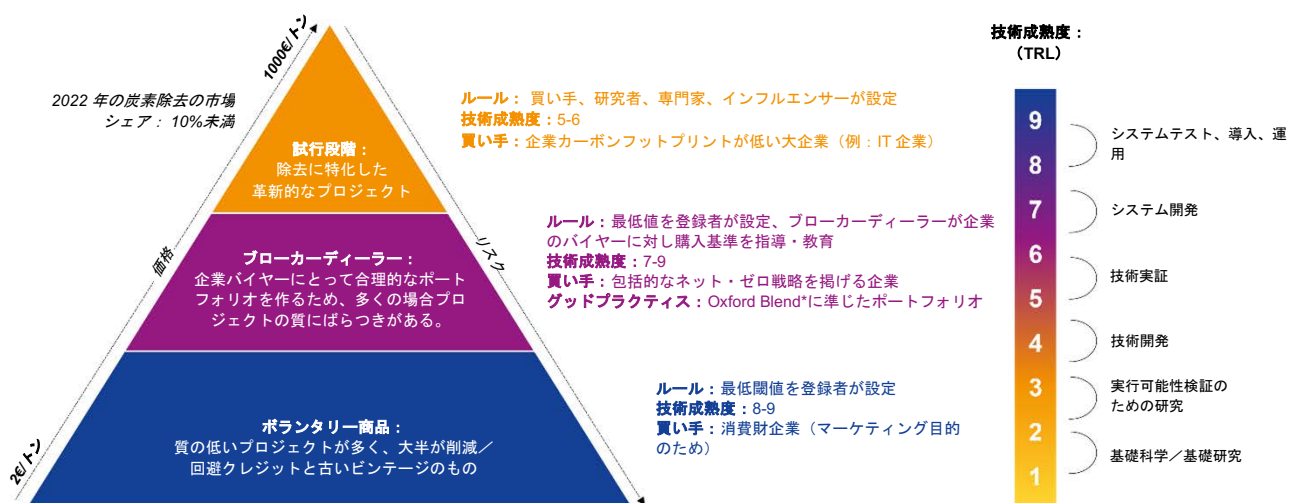 1000€/トン
2022 年の炭素除去の市場
シェア： 10%未満
価格
リスク
2€/トン
試行段階：
除去に特化した
革新的なプロジェクト
ルール： 買い手、研究者、専門家、インフルエンサーが設定
技術成熟度：5-6
買い手：企業カーボンフットプリントが低い大企業（例：IT 企業）
ブローカーディーラー：
企業バイヤーにとって合理的なポート
フォリオを作るため、多くの場合プロ
ジェクトの質にばらつきがある。
ルール：最低値を登録者が設定、ブローカーディーラーが企業
のバイヤーに対し購入基準を指導・教育
技術成熟度：7-9
買い手：包括的なネット・ゼロ戦略を掲げる企業
グッドプラクティス：Oxford Blend*に準じたポートフォリオ
ボランタリー商品：
質の低いプロジェクトが多く、大半が削減／
回避クレジットと古いビンテージのもの
ルール：最低閾値を登録者が設定
技術成熟度：8-9
買い手：消費財企業（マーケティング目的
のため）
技術成熟度：
（TRL）
9
8
7
6
5
4
3
2
1
システムテスト、導入、運
用
システム開発
技術実証
技術開発
実行可能性検証の
ための研究
基礎科学／基礎研究